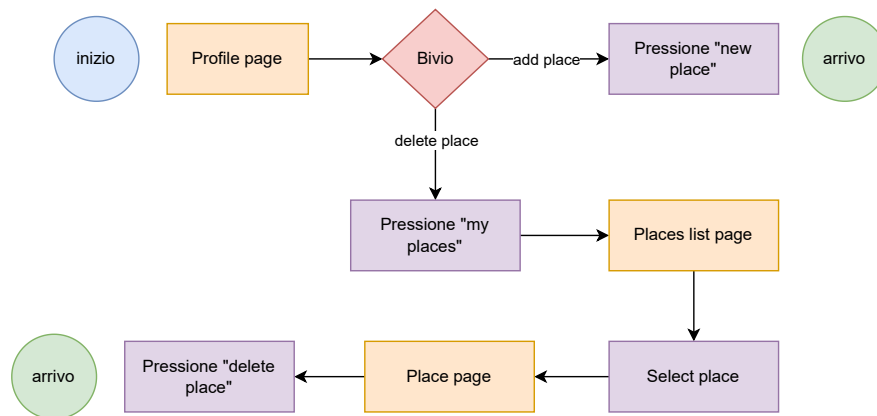 inizio
Profile page
Bivio
add place
Pressione "new
place"
arrivo
delete place
Pressione "my
places"
Places list page
arrivo
Pressione "delete
place"
Place page
Select place